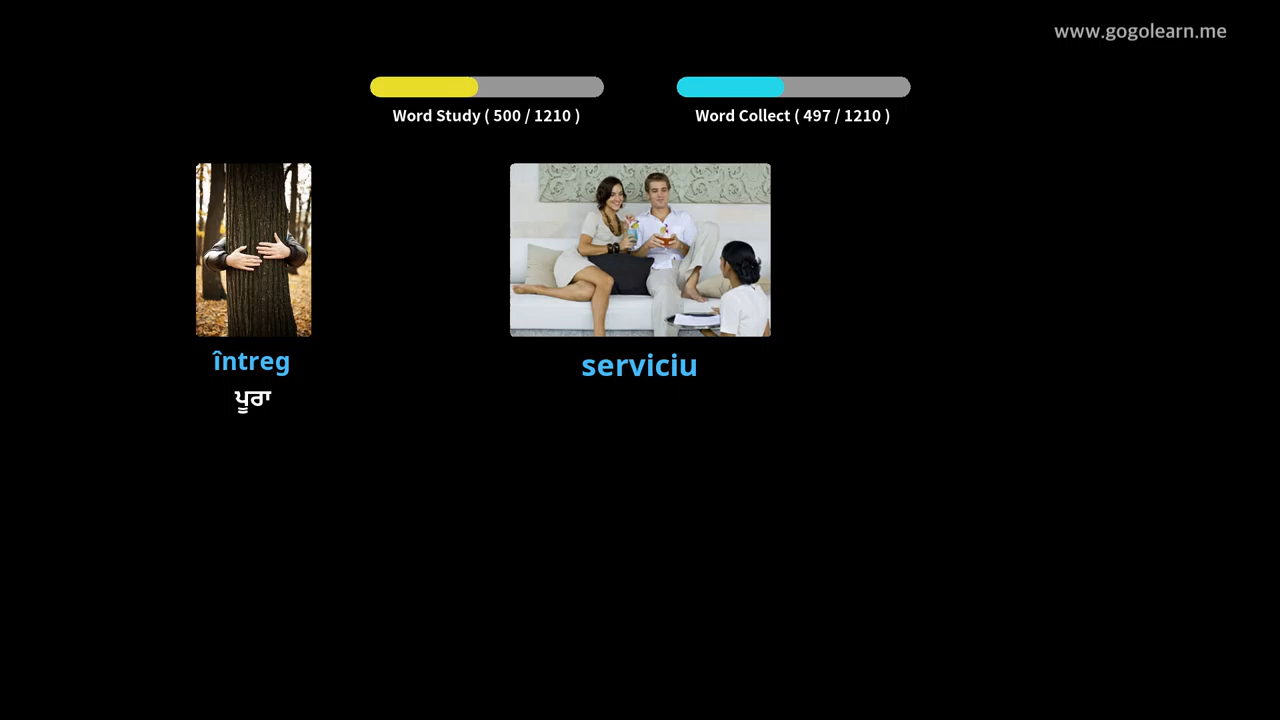 www.gogolearn.me
Word Study ( 500 / 1210 )
Word Collect ( 497 / 1210 )
întreg
ਪੂਰਾ
serviciu